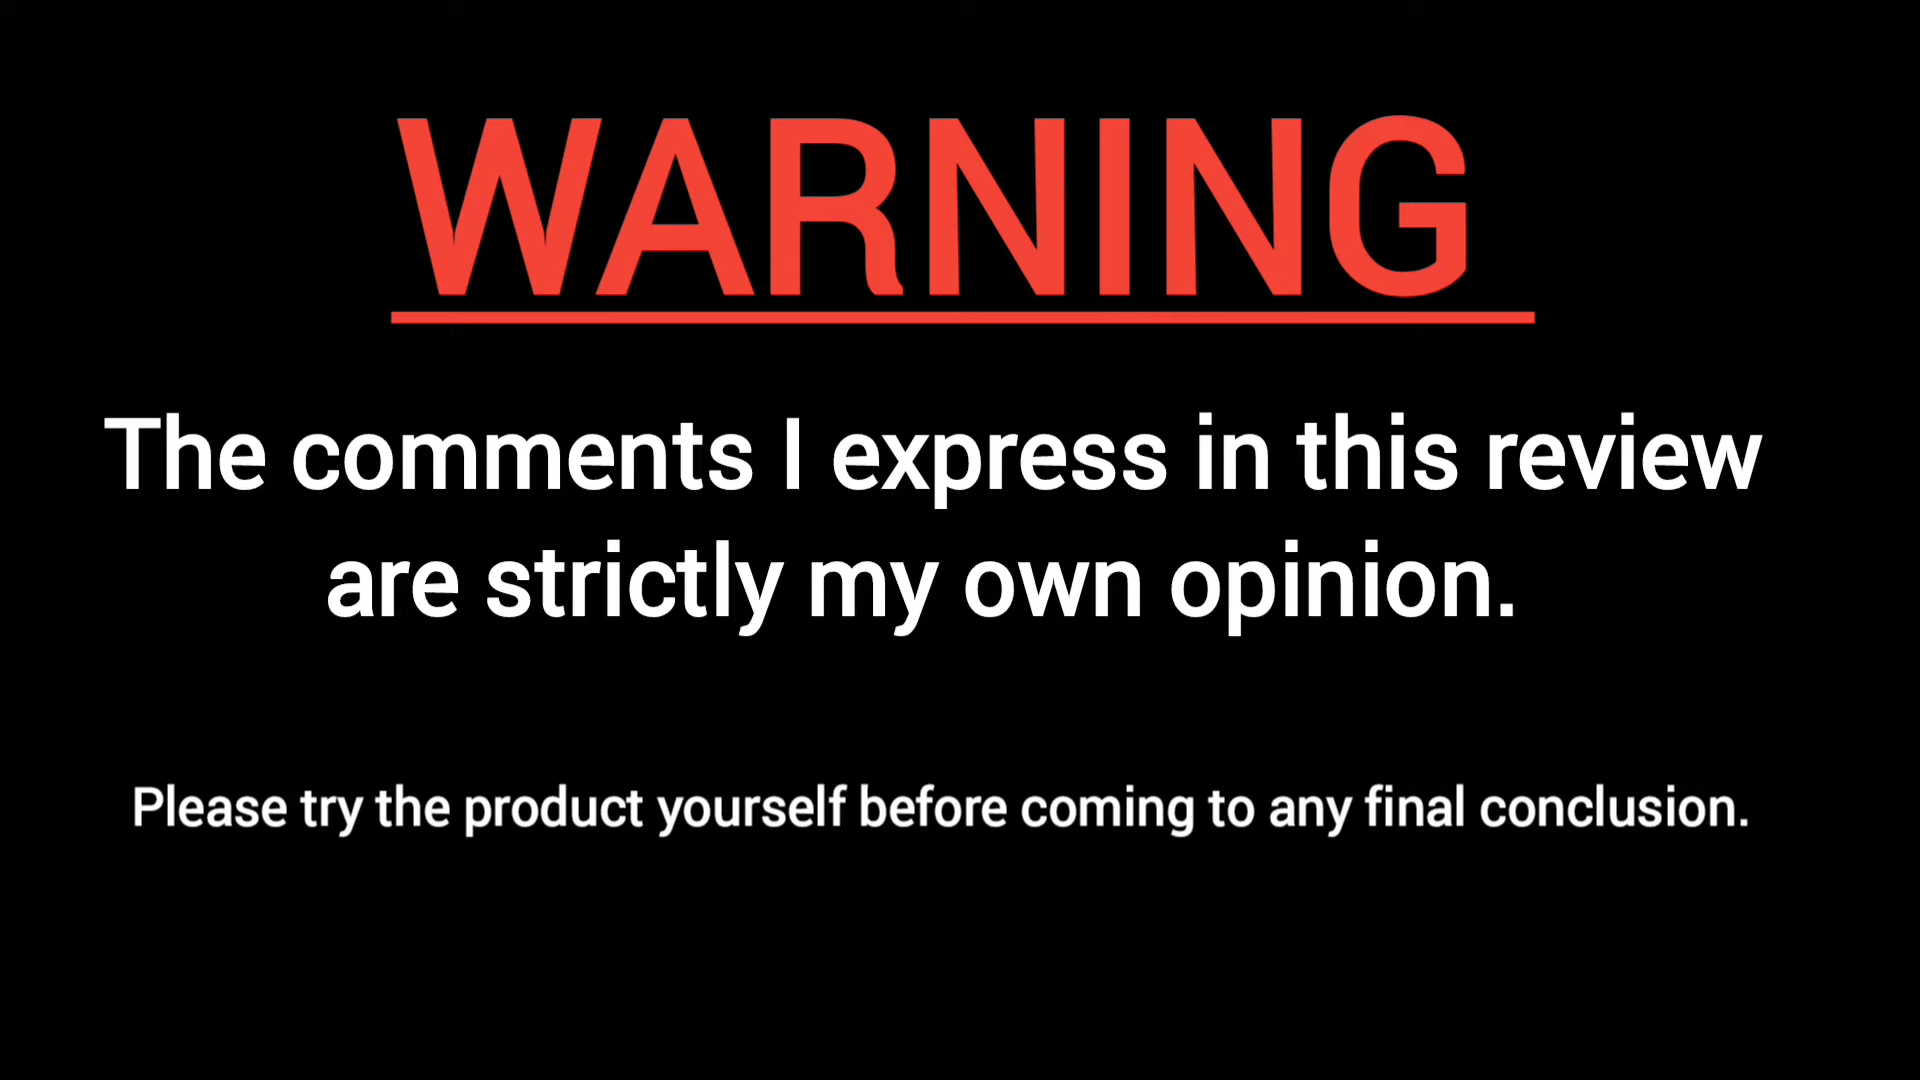 WARNING
The comments I express in this review
are strictly my own opinion.
Please try the product yourself before coming to any final conclusion.